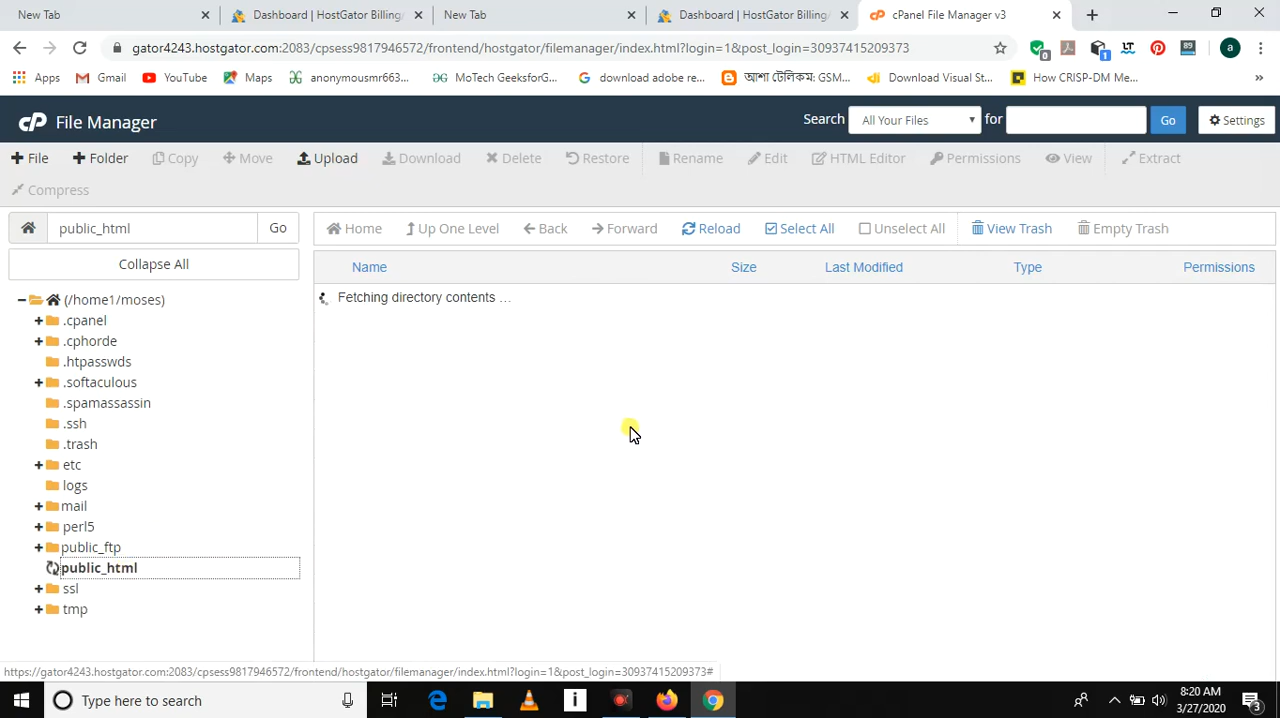 New Tab
Dashboard | HostGator Billing/
New Tab
Dashboard | HostGator Billing/
cPanel File Manager v3
gator4243.hostgator.com:2083/cpsess9817946572/frontend/hostgator/filemanager/index.html?login=1&post_login=30937415209373
0
1
89
a
Apps
Gmail
YouTube
Maps
anonymousmr663...
MoTech GeeksforG...
download adobe re...
আশা টেলিকম: GSM...
Download Visual St...
How CRISP-DM Me...
»
cP File Manager
Search
All Your Files
for
Go
Settings
File
Folder
Copy
Move
Upload
Download
Delete
Restore
Rename
Edit
HTML Editor
Permissions
View
Extract
Compress
public_html
Go
Home
Up One Level
Back
Forward
Reload
Select All
Unselect All
View Trash
Empty Trash
Collapse All
Name
Size
Last Modified
Type
Permissions
Fetching directory contents ...
(/home1/moses)
.cpanel
.cphorde
.htpasswds
.softaculous
.spamassassin
.ssh
.trash
etc
logs
mail
perl5
public_ftp
public_html
ssl
tmp
https://gator4243.hostgator.com:2083/cpsess9817946572/frontend/hostgator/filemanager/index.html?login=1&post_login=30937415209373#
Type here to search
8:20 AM
3/27/2020
3